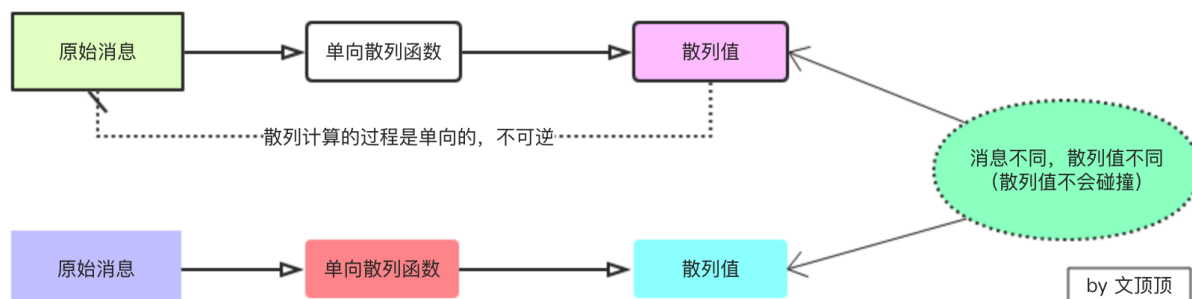 原始消息
单向散列函数
散列值
散列计算的过程是单向的，不可逆
消息不同，散列值不同
（散列值不会碰撞）
原始消息
单向散列函数
散列值
by 文顶顶